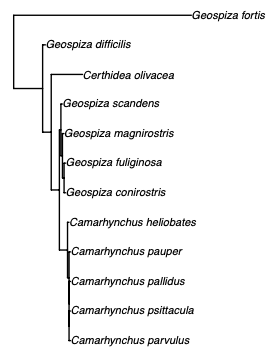 Geospiza fortis
Geospiza difficilis
Certhidea olivacea
Geospiza scandens
Geospiza magnirostris
Geospiza fuliginosa
Geospiza conirostris
Camarhynchus heliobates
Camarhynchus pauper
Camarhynchus pallidus
Camarhynchus psittacula
Camarhynchus parvulus